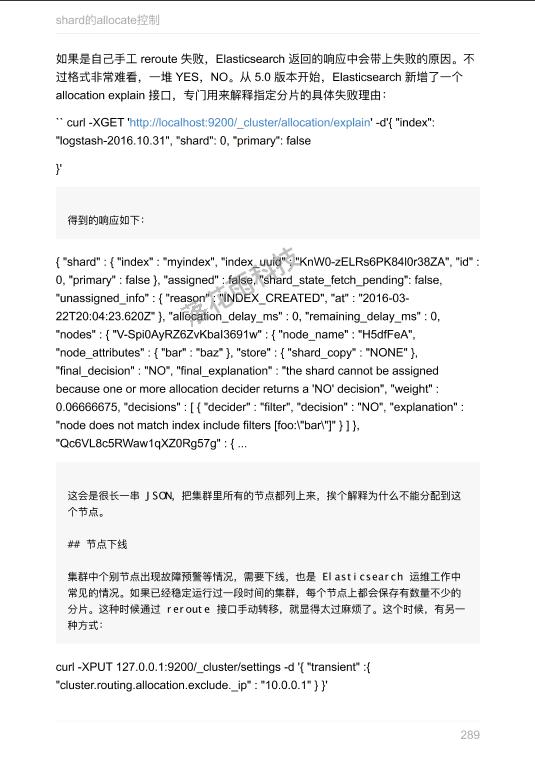 shard的allocate控制
如果是自己手工 reroute 失败，Elasticsearch 返回的响应中会带上失败的原因。不
过格式非常难看，一堆 YES，NO。从 5.0 版本开始，Elasticsearch 新增了一个
allocation explain 接口，专门用来解释指定分片的具体失败理由：
`` curl -XGET 'http://localhost:9200/_cluster/allocation/explain' -d'{ "index":
"logstash-2016.10.31", "shard": 0, "primary": false
}'
得到的响应如下：
{ "shard" : { "index" : "myindex", "index_uuid" : "KnW0-zELRs6PK84l0r38ZA", "id" :
0, "primary" : false }, "assigned" : false, "shard_state_fetch_pending": false,
"unassigned_info" : { "reason" : "INDEX_CREATED", "at" : "2016-03-
22T20:04:23.620Z" }, "allocation_delay_ms" : 0, "remaining_delay_ms" : 0,
"nodes" : { "V-Spi0AyRZ6ZvKbaI3691w" : { "node_name" : "H5dfFeA",
"node_attributes" : { "bar" : "baz" }, "store" : { "shard_copy" : "NONE" },
"final_decision" : "NO", "final_explanation" : "the shard cannot be assigned
because one or more allocation decider returns a 'NO' decision", "weight" :
0.06666675, "decisions" : [ { "decider" : "filter", "decision" : "NO", "explanation" :
"node does not match index include filters [foo:\"bar\"]" } ] },
"Qc6VL8c5RWaw1qXZ0Rg57g" : { ...
落花雨科技
这会是很长一串 JSON，把集群里所有的节点都列上来，挨个解释为什么不能分配到这
个节点。
## 节点下线
集群中个别节点出现故障预警等情况，需要下线，也是 Elasticsearch 运维工作中
常见的情况。如果已经稳定运行过一段时间的集群，每个节点上都会保存有数量不少的
分片。这种时候通过 reroute 接口手动转移，就显得太过麻烦了。这个时候，有另一
种方式：
curl -XPUT 127.0.0.1:9200/_cluster/settings -d '{ "transient" :{
"cluster.routing.allocation.exclude._ip" : "10.0.0.1" } }'
289